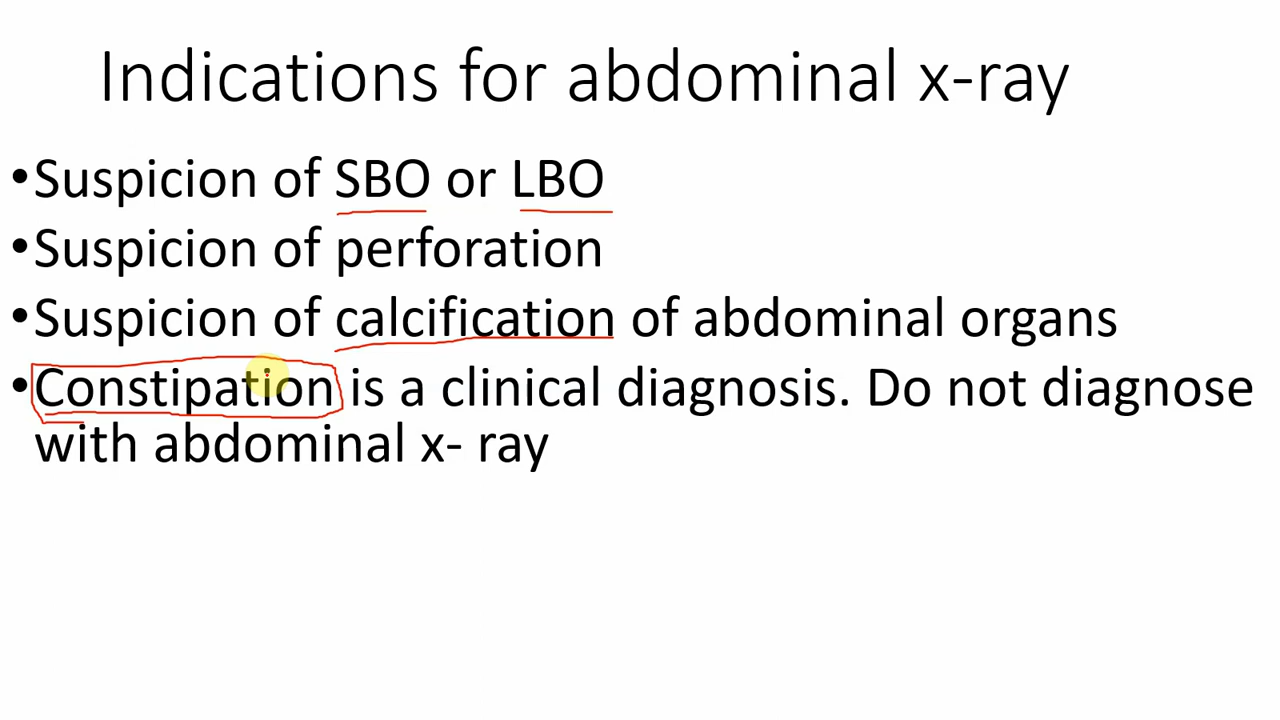 Indications for abdominal x-ray
•Suspicion of SBO or LBO
•Suspicion of perforation
•Suspicion of calcification of abdominal organs
•Constipation is a clinical diagnosis. Do not diagnose
with abdominal x- ray